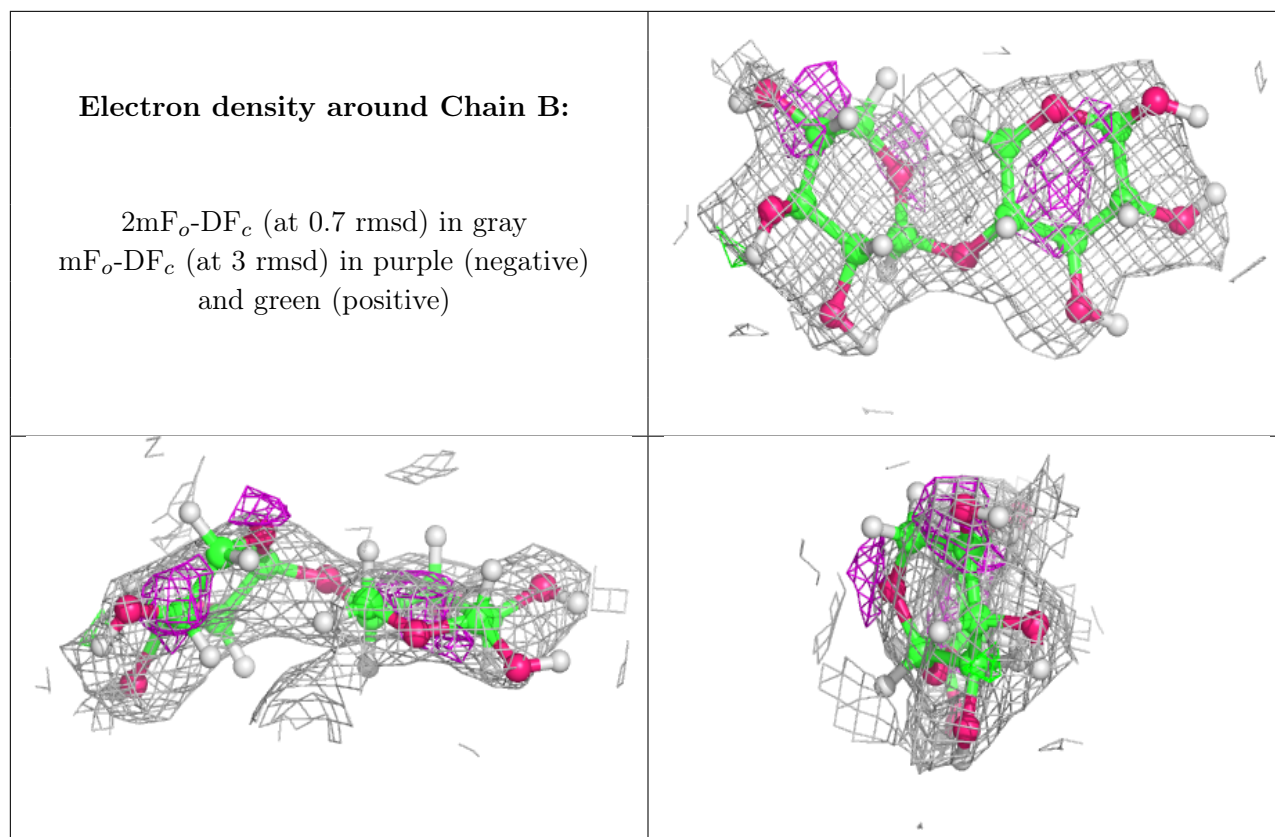 Electron density around Chain B:
2mFo-DFc (at 0.7 rmsd) in gray
mFo-DFc (at 3 rmsd) in purple (negative)
and green (positive)